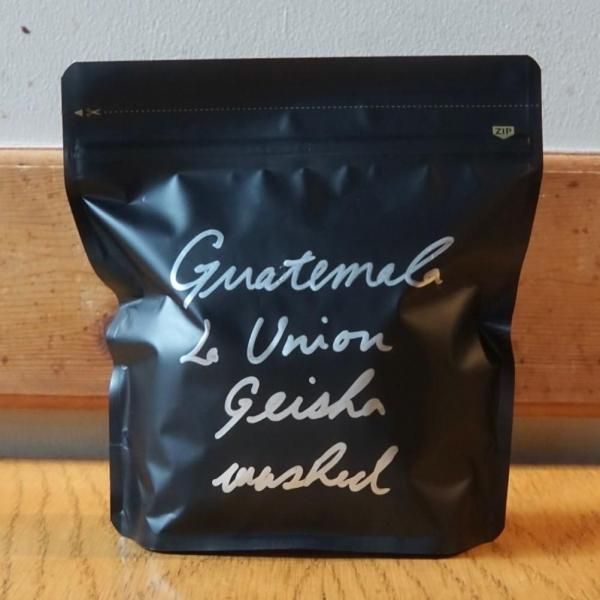 ZIP
Guatemala
La Union
Geisha
washed